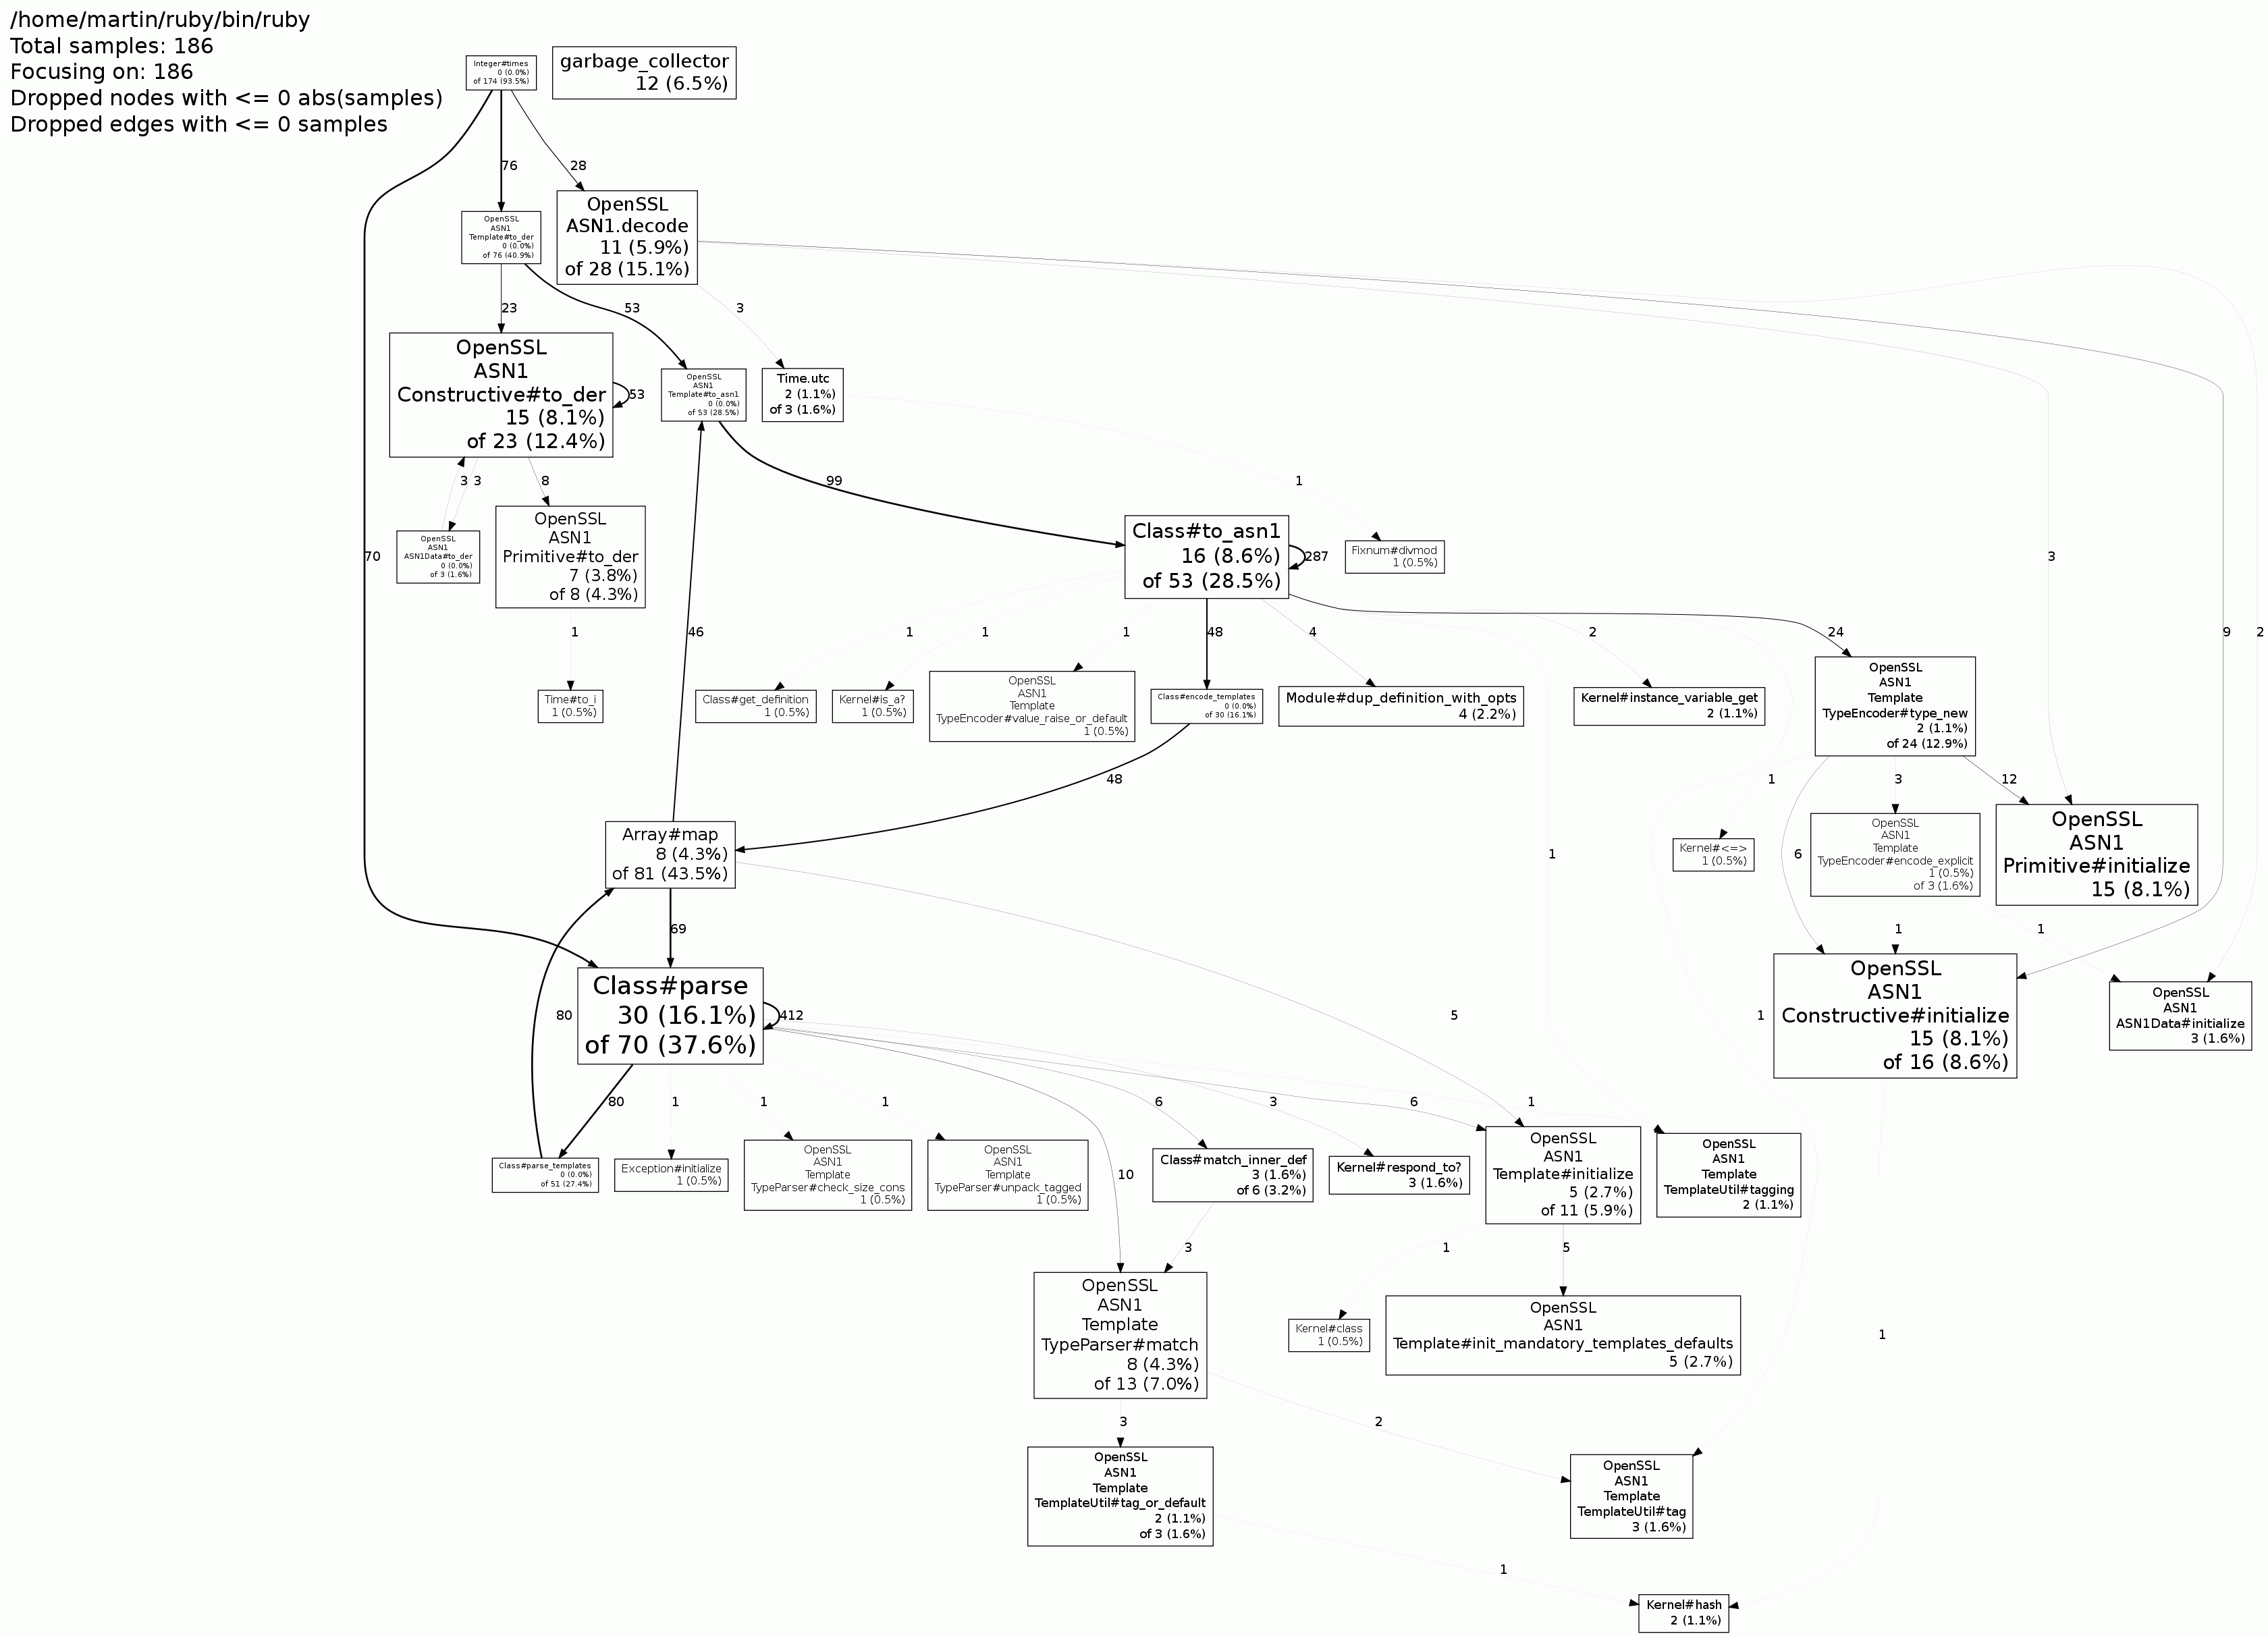 /home/martin/ruby/bin/ruby
Total samples: 186
Focusing on: 186
Dropped nodes with <= 0 abs(samples)
Dropped edges with <= 0 samples
Integer#times
0 (0.0%)
of 174 (93.5%)
garbage_collector
12 (6.5%)
76
28
OpenSSL
ASN1
Template#to_der
0 (0.0%)
of 76 (40.9%)
OpenSSL
ASN1.decode
11 (5.9%)
of 28 (15.1%)
23
53
3
OpenSSL
ASN1
Constructive#to_der
15 (8.1%)
of 23 (12.4%)
53
OpenSSL
ASN1
Template#to_asn1
0 (0.0%)
of 53 (28.5%)
Time.utc
2 (1.1%)
of 3 (1.6%)
3
3
8
99
1
70
OpenSSL
ASN1
ASN1Data#to_der
0 (0.0%)
of 3 (1.6%)
OpenSSL
ASN1
Primitive#to_der
7 (3.8%)
of 8 (4.3%)
Class#to_asn1
16 (8.6%)
of 53 (28.5%)
287
Fixnum#divmod
1 (0.5%)
3
1
46
1
1
1
48
4
2
24
9
2
Time#to_i
1 (0.5%)
Class#get_definition
1 (0.5%)
Kernel#is_a?
1 (0.5%)
OpenSSL
ASN1
Template
TypeEncoder#value_raise_or_default
1 (0.5%)
Class#encode_templates
0 (0.0%)
of 30 (16.1%)
Module#dup_definition_with_opts
4 (2.2%)
Kernel#instance_variable_get
2 (1.1%)
OpenSSL
ASN1
Template
TypeEncoder#type_new
2 (1.1%)
of 24 (12.9%)
48
1
3
12
Array#map
8 (4.3%)
of 81 (43.5%)
1
Kernel#<=>
1 (0.5%)
6
OpenSSL
ASN1
Template
TypeEncoder#encode_explicit
1 (0.5%)
of 3 (1.6%)
OpenSSL
ASN1
Primitive#initialize
15 (8.1%)
69
1
1
Class#parse
30 (16.1%)
of 70 (37.6%)
80
412
5
1
OpenSSL
ASN1
Constructive#initialize
15 (8.1%)
of 16 (8.6%)
OpenSSL
ASN1
ASN1Data#initialize
3 (1.6%)
80
1
1
1
6
3
6
1
Class#parse_templates
0 (0.0%)
of 51 (27.4%)
Exception#initialize
1 (0.5%)
OpenSSL
ASN1
Template
TypeParser#check_size_cons
1 (0.5%)
OpenSSL
ASN1
Template
TypeParser#unpack_tagged
1 (0.5%)
10
Class#match_inner_def
3 (1.6%)
of 6 (3.2%)
Kernel#respond_to?
3 (1.6%)
OpenSSL
ASN1
Template#initialize
5 (2.7%)
of 11 (5.9%)
OpenSSL
ASN1
Template
TemplateUtil#tagging
2 (1.1%)
3
1
5
OpenSSL
ASN1
Template
TypeParser#match
8 (4.3%)
of 13 (7.0%)
Kernel#class
1 (0.5%)
OpenSSL
ASN1
Template#init_mandatory_templates_defaults
5 (2.7%)
1
3
2
OpenSSL
ASN1
Template
TemplateUtil#tag_or_default
2 (1.1%)
of 3 (1.6%)
OpenSSL
ASN1
Template
TemplateUtil#tag
3 (1.6%)
1
Kernel#hash
2 (1.1%)